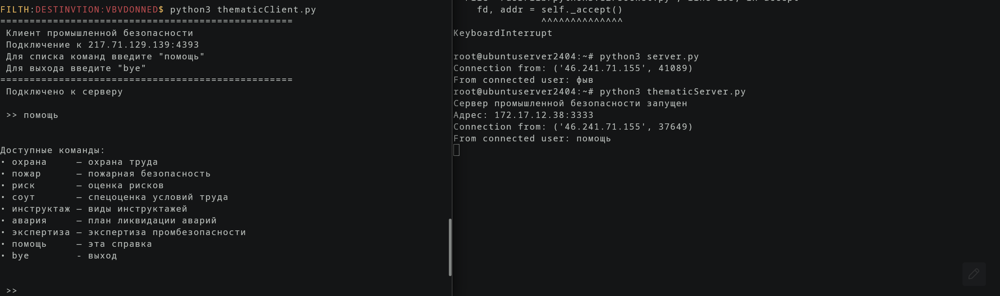 FILTH:DESTINVTION:VBVDONNED$ python3 thematicClient.py
==================================================
Клиент промышленной безопасности
Подключение к 217.71.129.139:4393
Для списка команд введите "помощь"
Для выхода введите "bye"
==================================================
Подключено к серверу
>> помощь
Доступные команды:
• охрана     — охрана труда
• пожар      — пожарная безопасность
• риск       — оценка рисков
• соут       — спецоценка условий труда
• инструктаж — виды инструктажей
• авария     — план ликвидации аварий
• экспертиза — экспертиза промбезопасности
• помощь     — эта справка
• bye        - выход
>>
fd, addr = self._accept()
^^^^^^^^^^^^^^
KeyboardInterrupt
root@ubuntuserver2404:~# python3 server.py
Connection from: ('46.241.71.155', 41089)
From connected user: фыв
root@ubuntuserver2404:~# python3 thematicServer.py
Сервер промышленной безопасности запущен
Адрес: 172.17.12.38:3333
Connection from: ('46.241.71.155', 37649)
From connected user: помощь